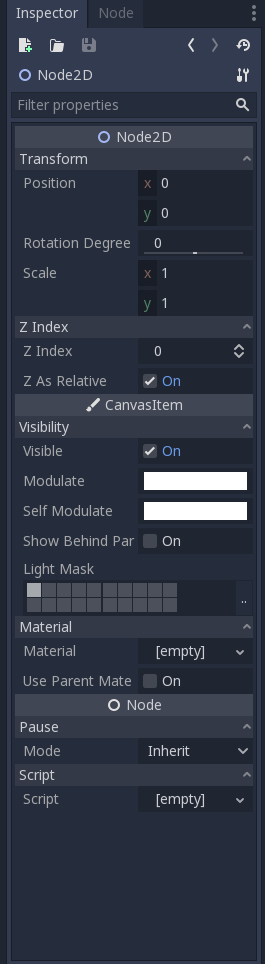 Inspector Node
Node2D
Filter properties
Node2D
Transform
Position x 0
y 0
Rotation Degree 0
Scale x 1
y 1
Z Index
Z Index 0
Z As Relative On
CanvasItem
Visibility
Visible On
Modulate
Self Modulate
Show Behind Par On
Light Mask
..
Material
Material [empty]
Use Parent Mate On
Node
Pause
Mode Inherit
Script
Script [empty]